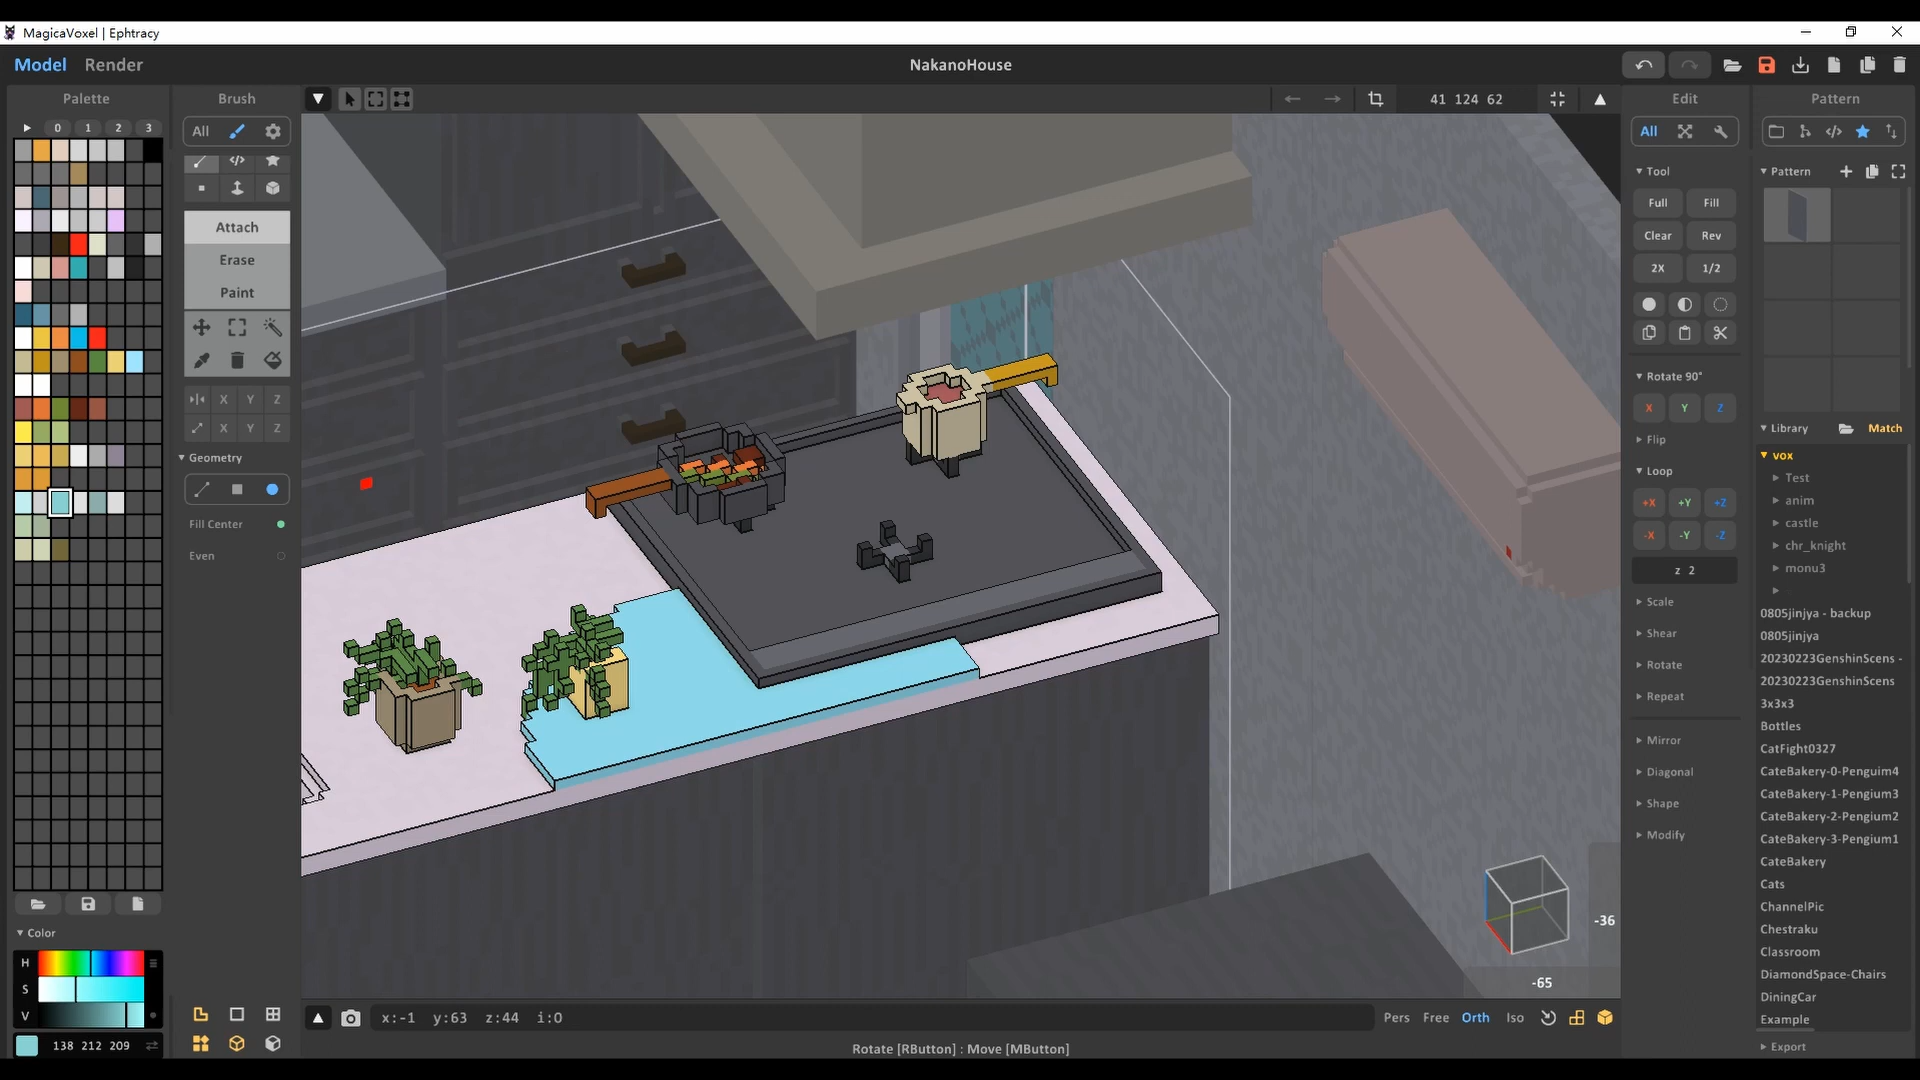 MagicaVoxel | Ephtracy
Model Render
NakanoHouse
Palette
Brush
41 124 62
Edit
Pattern
0 1 2 3
All
All
Tool
Pattern
Full Fill
Clear Rev
2X 1/2
Attach
Erase
Paint
X Y Z
X Y Z
Rotate 90°
X Y Z
Flip
Library Match
Geometry
Loop
vox
Test
+X +Y +Z
anim
Fill Center
castle
-X -Y -Z
chr_knight
Even
z 2
monu3
Scale
0805jinjya - backup
Shear
0805jinjya
20230223GenshinScens -
Rotate
20230223GenshinScens
Repeat
3x3x3
Bottles
Mirror
CatFight0327
Diagonal
CateBakery-0-Penguim4
CateBakery-1-Pengium3
Shape
CateBakery-2-Pengium2
Modify
CateBakery-3-Pengium1
CateBakery
Cats
ChannelPic
-36
Chestraku
Color
Classroom
H
DiamondSpace-Chairs
S
-65
DiningCar
V
x:-1 y:63 z:44 i:0
Pers Free Orth Iso
Example
138 212 209
Rotate [RButton] : Move [MButton]
Export